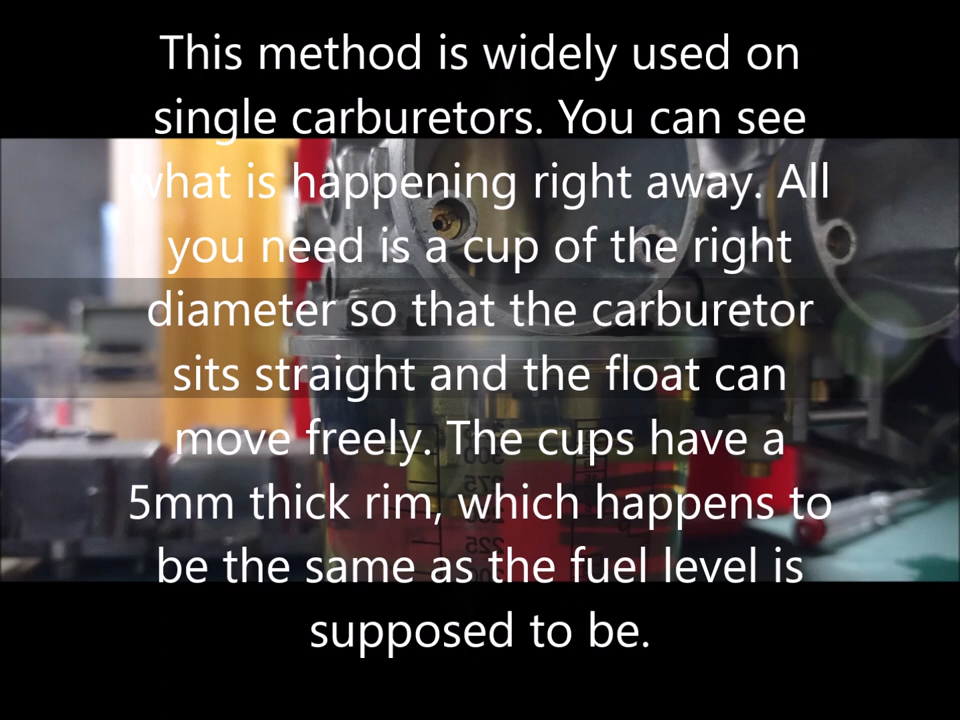 This method is widely used on
single carburetors. You can see
what is happening right away. All
you need is a cup of the right
diameter so that the carburetor
sits straight and the float can
move freely. The cups have a
5mm thick rim, which happens to
be the same as the fuel level is
supposed to be.
300
275
225